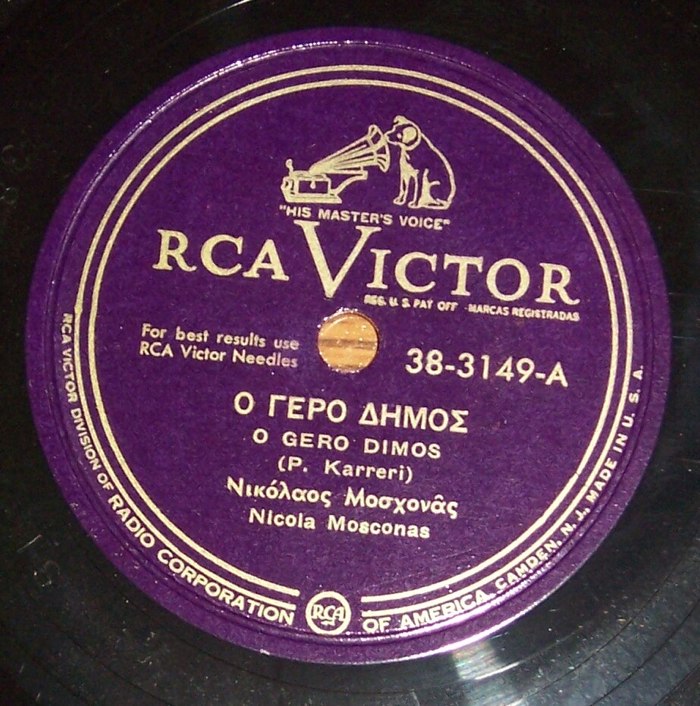 "HIS MASTER'S VOICE"
RCA VICTOR
REG. U. S. PAT OFF - MARCAS REGISTRADAS
For best results use
RCA Victor Needles
38-3149-A
Ο ΓΕΡΟ ΔΗΜΟΣ
O GERO DIMOS
(P. Karreri)
Νικόλαος Μοσχονᾶς
Nicola Mosconas
RCA VICTOR DIVISION OF RADIO CORPORATION OF AMERICA, CAMDEN, N. J., MADE IN U. S. A.
RCA